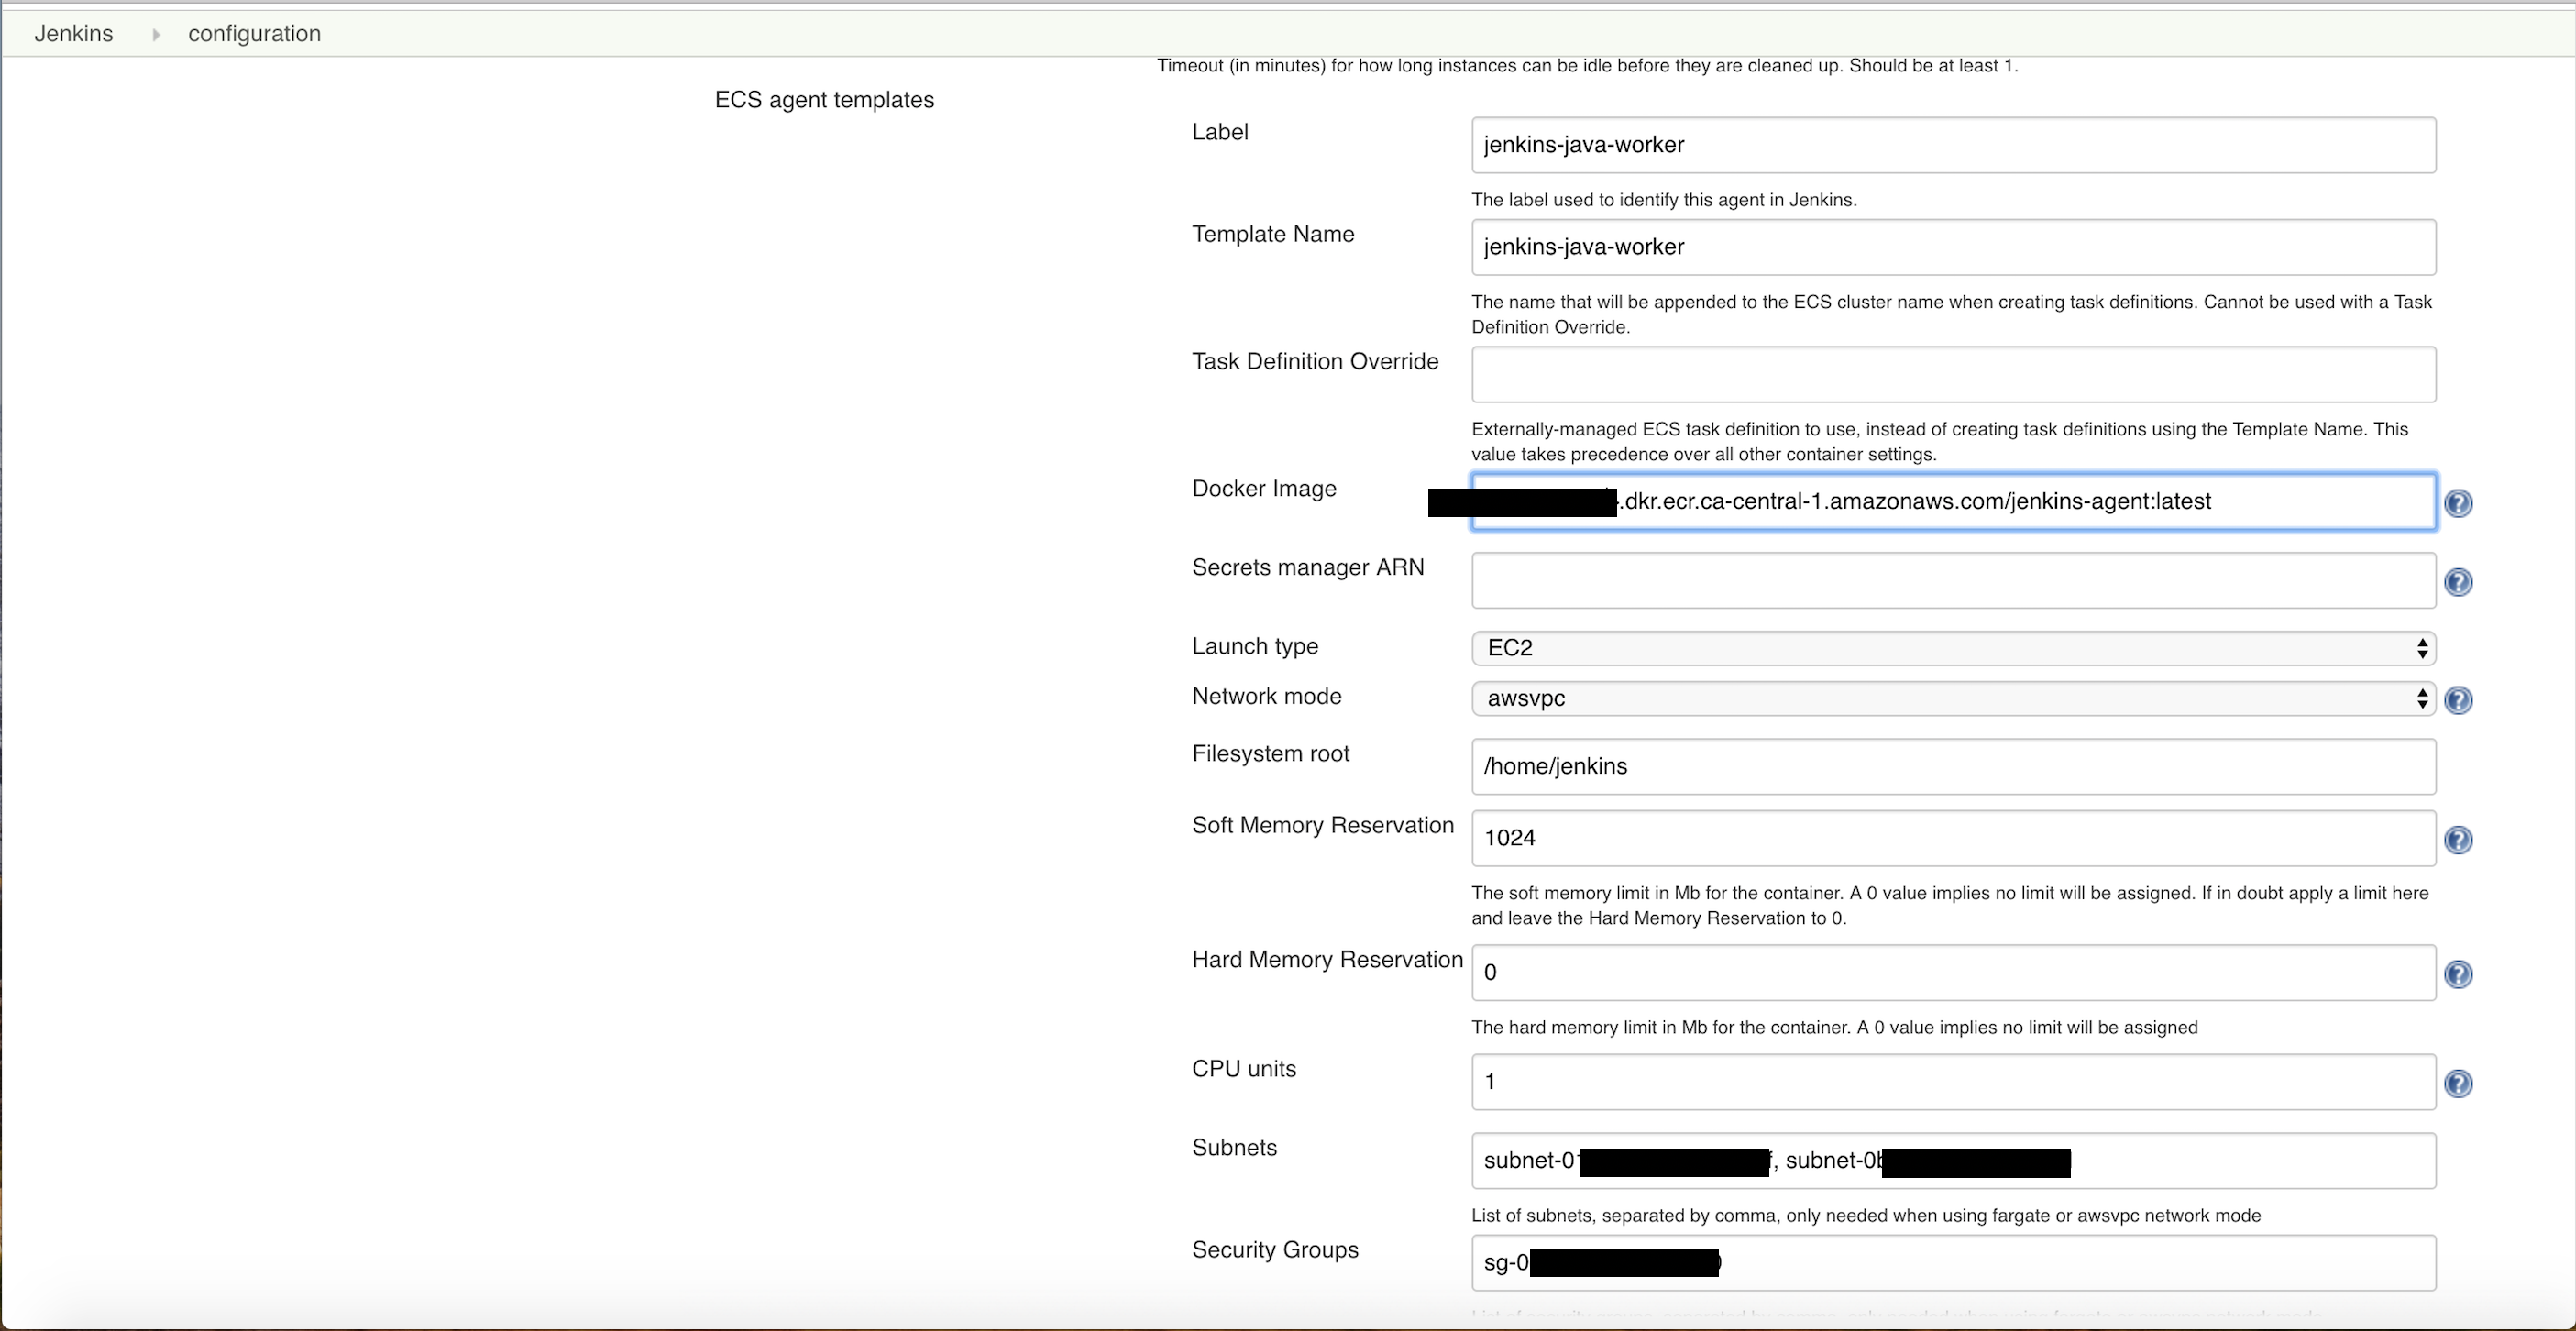 Jenkins configuration
Timeout (in minutes) for how long instances can be idle before they are cleaned up. Should be at least 1.
ECS agent templates
Label
jenkins-java-worker
The label used to identify this agent in Jenkins.
Template Name
jenkins-java-worker
The name that will be appended to the ECS cluster name when creating task definitions. Cannot be used with a Task
Definition Override.
Task Definition Override
Externally-managed ECS task definition to use, instead of creating task definitions using the Template Name. This
value takes precedence over all other container settings.
Docker Image
.dkr.ecr.ca-central-1.amazonaws.com/jenkins-agent:latest
Secrets manager ARN
Launch type
EC2
Network mode
awsvpc
Filesystem root
/home/jenkins
Soft Memory Reservation
1024
The soft memory limit in Mb for the container. A 0 value implies no limit will be assigned. If in doubt apply a limit here
and leave the Hard Memory Reservation to 0.
Hard Memory Reservation
0
The hard memory limit in Mb for the container. A 0 value implies no limit will be assigned
CPU units
1
Subnets
subnet-01 , subnet-0b
List of subnets, separated by comma, only needed when using fargate or awsvpc network mode
Security Groups
sg-0